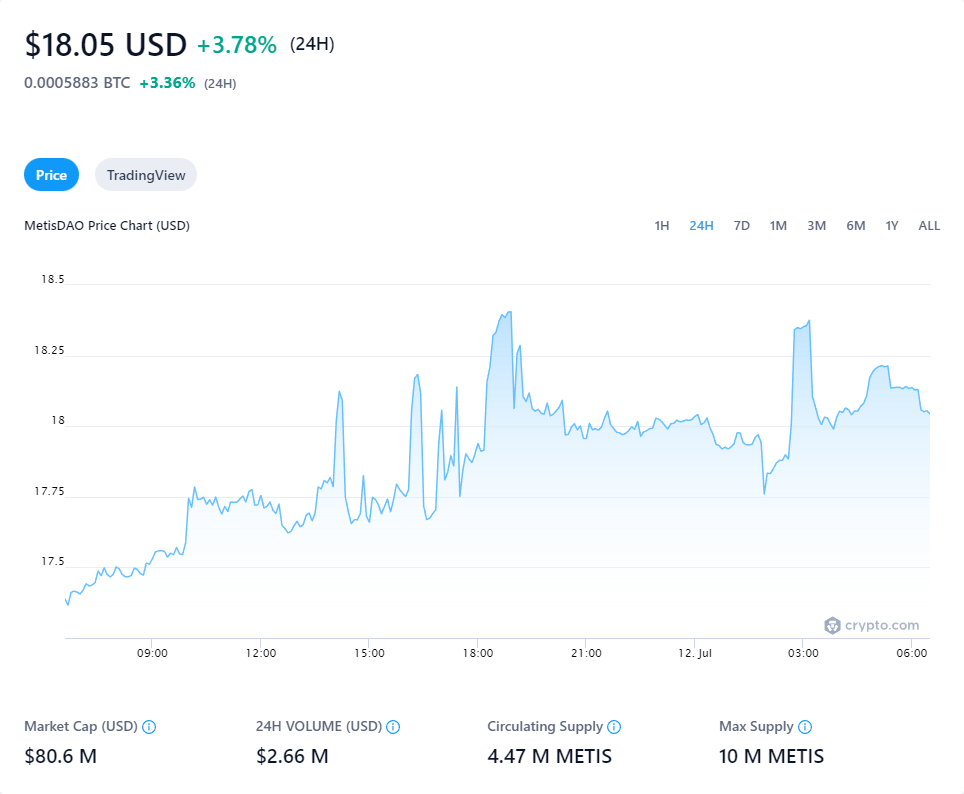 $18.05 USD +3.78% (24H)
0.0005883 BTC +3.36% (24H)
Price TradingView
MetisDAO Price Chart (USD) 1H 24H 7D 1M 3M 6M 1Y ALL
18.5
18.25
18
17.75
17.5
crypto.com
09:00 12:00 15:00 18:00 21:00 12. Jul 03:00 06:00
Market Cap (USD) 24H VOLUME (USD) Circulating Supply Max Supply
$80.6 M $2.66 M 4.47 M METIS 10 M METIS